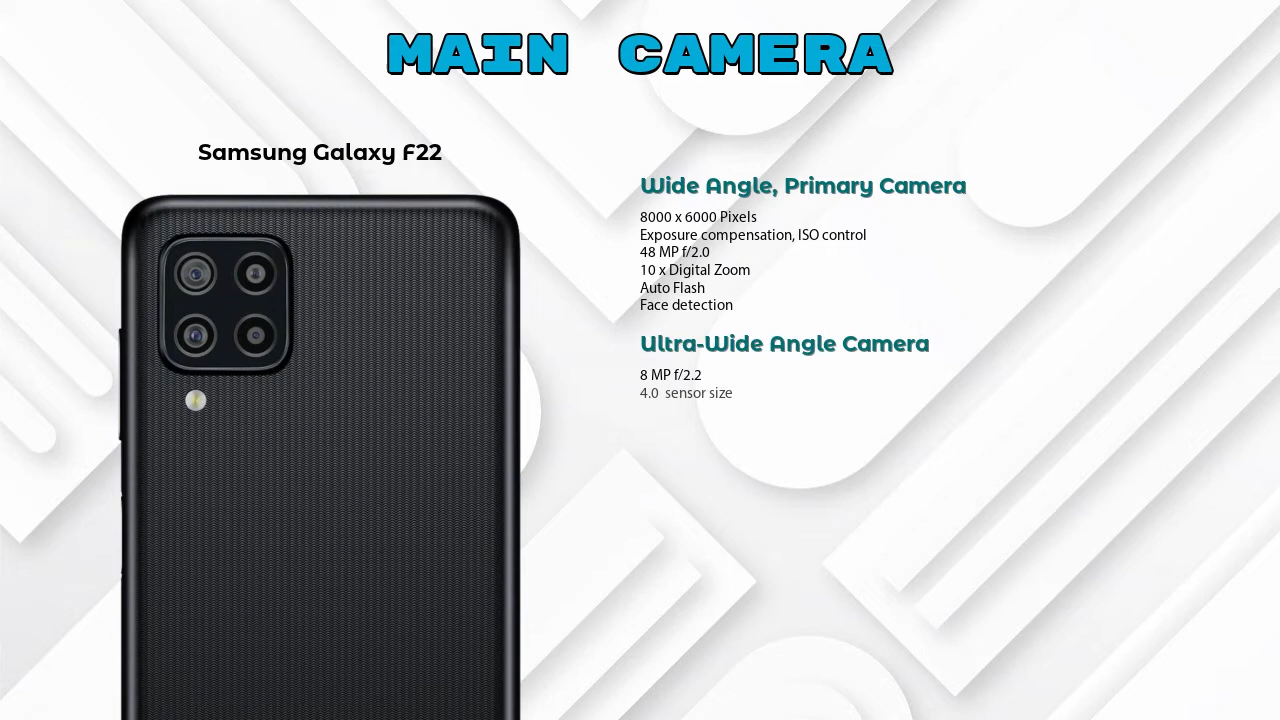 MAIN CAMERA
Samsung Galaxy F22
Wide Angle, Primary Camera
8000 x 6000 Pixels
Exposure compensation, ISO control
48 MP f/2.0
10 x Digital Zoom
Auto Flash
Face detection
Ultra-Wide Angle Camera
8 MP f/2.2
4.0 sensor size